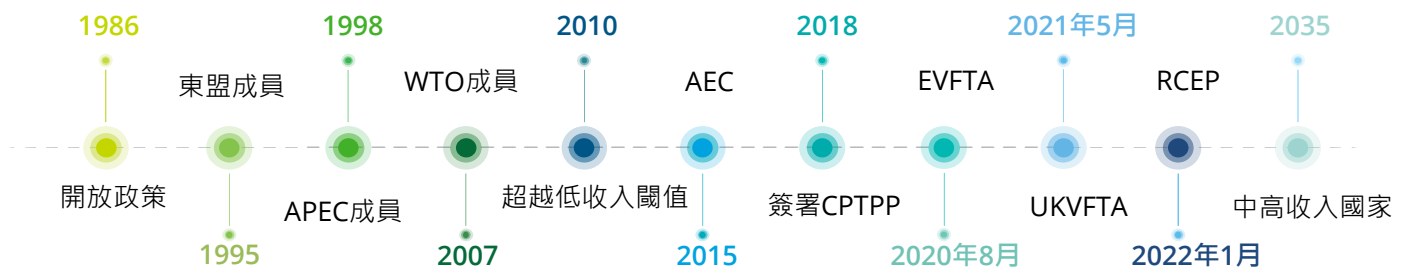 1986
1998
2010
2018
2021年5月
2035
東盟成員
WTO成員
AEC
EVFTA
RCEP
開放政策
APEC成員
超越低收入閾值
簽署CPTPP
UKVFTA
中高收入國家
1995
2007
2015
2020年8月
2022年1月